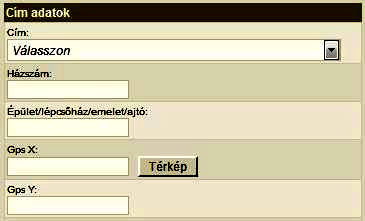 Cím adatok
Cím:
Válasszon
Házszám:
Épület/lépcsőház/emelet/ajtó:
Gps X:
Térkép
Gps Y: